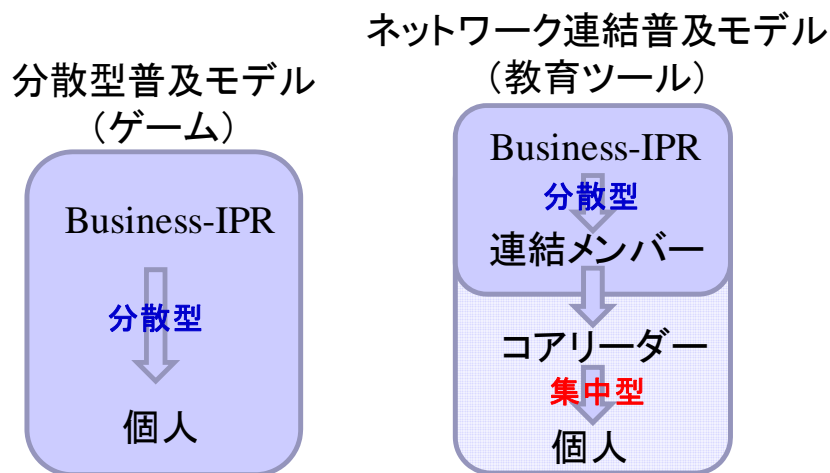 分散型普及モデル
（ゲーム）
Business-IPR
分散型
個人
ネットワーク連結普及モデル
（教育ツール）
Business-IPR
分散型
連結メンバー
コアリーダー
集中型
個人